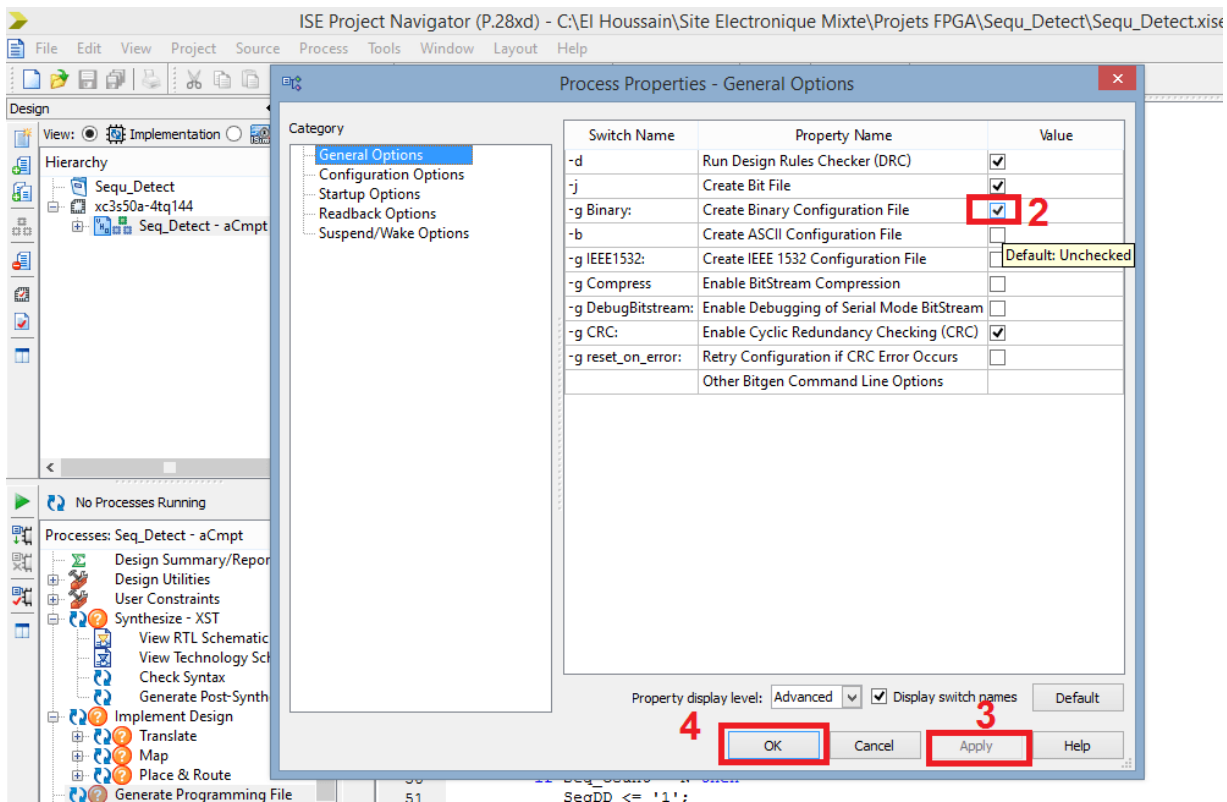 ISE Project Navigator (P.28xd) - C:\El Houssain\Site Electronique Mixte\Projets FPGA\Sequ_Detect\Sequ_Detect.xise
File Edit View Project Source Process Tools Window Layout Help
Process Properties - General Options
Design
View: Implementation
Hierarchy
Sequ_Detect
xc3s50a-4tq144
Seq_Detect - aCmpt
Category
General Options
Configuration Options
Startup Options
Readback Options
Suspend/Wake Options
Switch Name Property Name Value
-d Run Design Rules Checker (DRC)
-j Create Bit File
-g Binary: Create Binary Configuration File 2
-b Create ASCII Configuration File
Default: Unchecked
-g IEEE1532: Create IEEE 1532 Configuration File
-g Compress Enable BitStream Compression
-g DebugBitstream: Enable Debugging of Serial Mode BitStream
-g CRC: Enable Cyclic Redundancy Checking (CRC)
-g reset_on_error: Retry Configuration if CRC Error Occurs
Other Bitgen Command Line Options
No Processes Running
Processes: Seq_Detect - aCmpt
Design Summary/Repor
Design Utilities
User Constraints
Synthesize - XST
View RTL Schematic
View Technology Sch
Check Syntax
Generate Post-Synth
Implement Design
Translate
Map
Place & Route
Generate Programming File
Property display level: Advanced Display switch names Default
4 3
OK Cancel Apply Help
51 SeqDD <= '1';